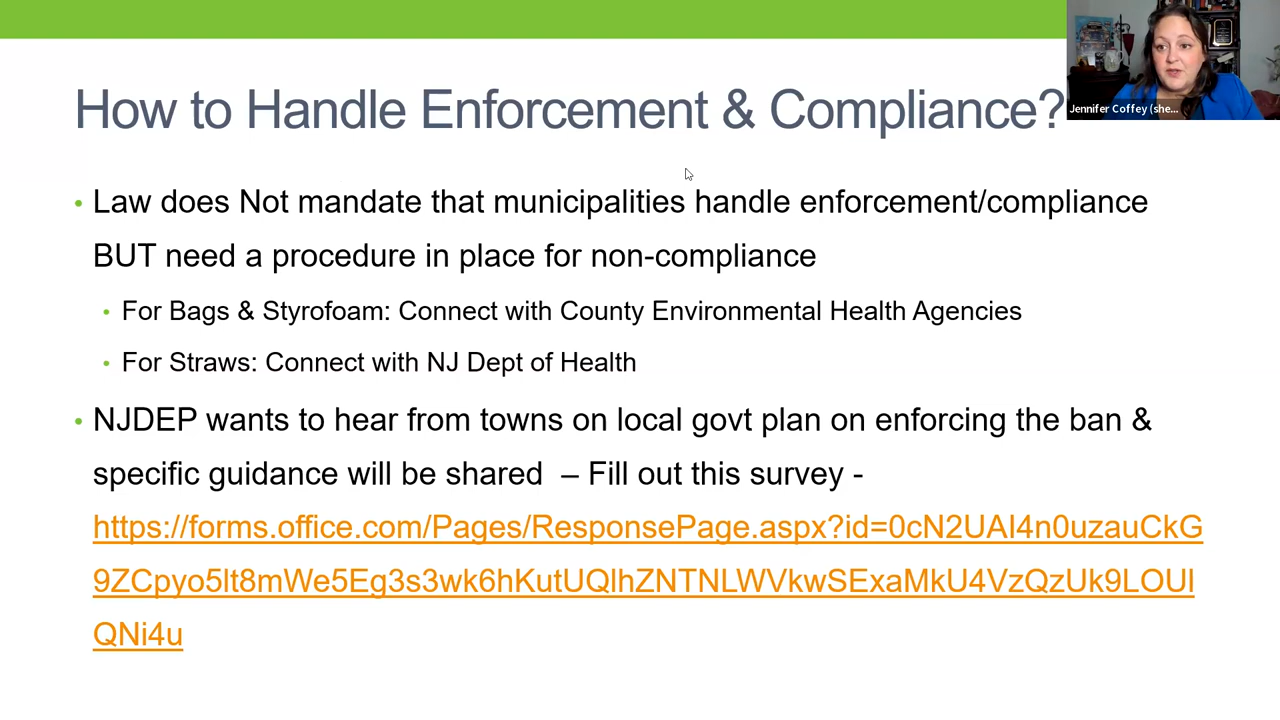 How to Handle Enforcement & Compliance?
Jennifer Coffey (she...
• Law does Not mandate that municipalities handle enforcement/compliance
BUT need a procedure in place for non-compliance
• For Bags & Styrofoam: Connect with County Environmental Health Agencies
• For Straws: Connect with NJ Dept of Health
• NJDEP wants to hear from towns on local govt plan on enforcing the ban &
specific guidance will be shared – Fill out this survey -
https://forms.office.com/Pages/ResponsePage.aspx?id=0cN2UAI4n0uzauCkG
9ZCpyo5lt8mWe5Eg3s3wk6hKutUQlhZNTNLWVkwSExaMkU4VzQzUk9LOUl
QNi4u